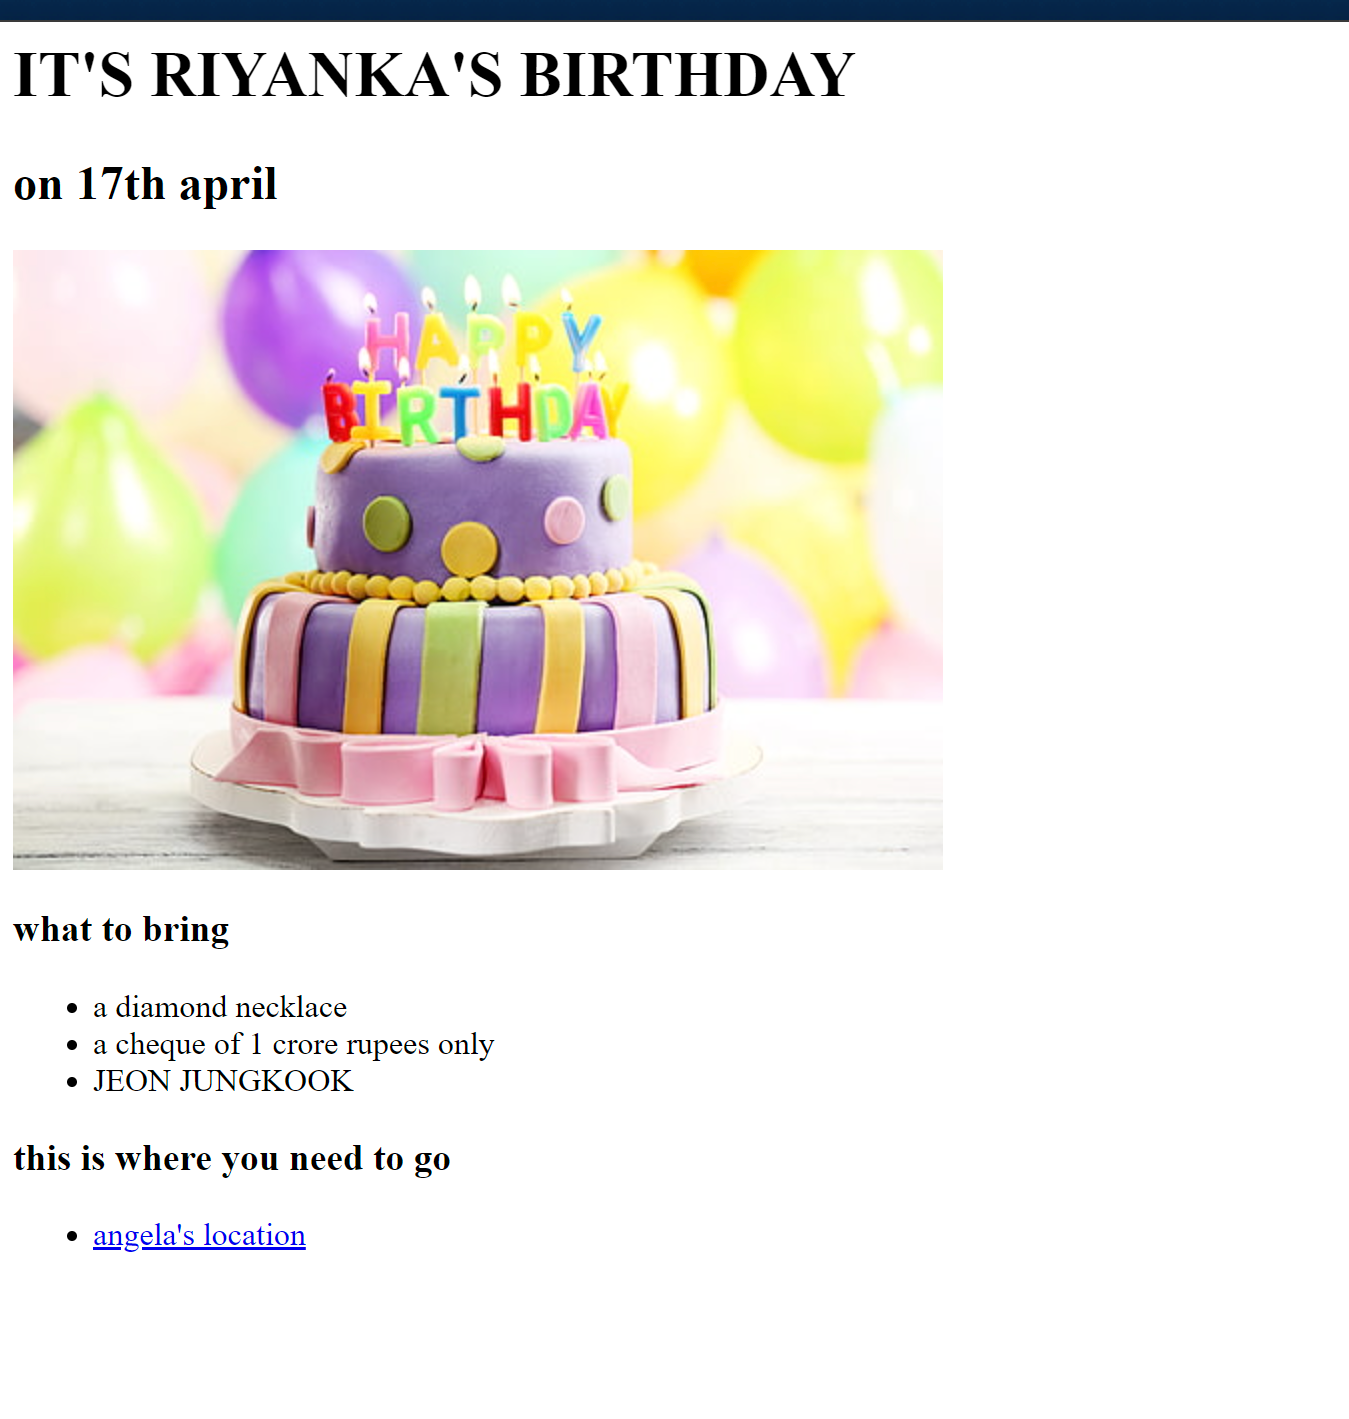 IT'S RIYANKA'S BIRTHDAY
on 17th april
HAPPY
BIRTHDAY
what to bring
a diamond necklace
a cheque of 1 crore rupees only
JEON JUNGKOOK
this is where you need to go
angela's location